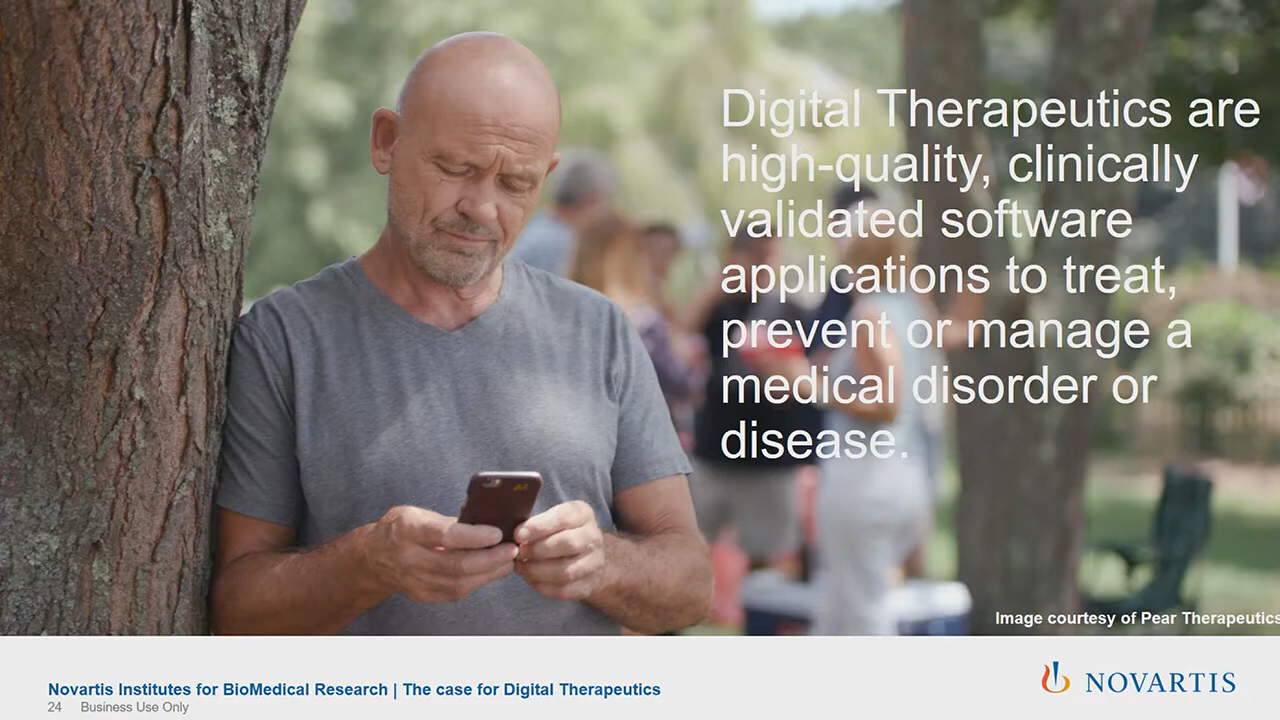 Digital Therapeutics are
high-quality, clinically
validated software
applications to treat,
prevent or manage a
medical disorder or
disease.
Image courtesy of Pear Therapeutics
Novartis Institutes for BioMedical Research | The case for Digital Therapeutics
24 Business Use Only
NOVARTIS